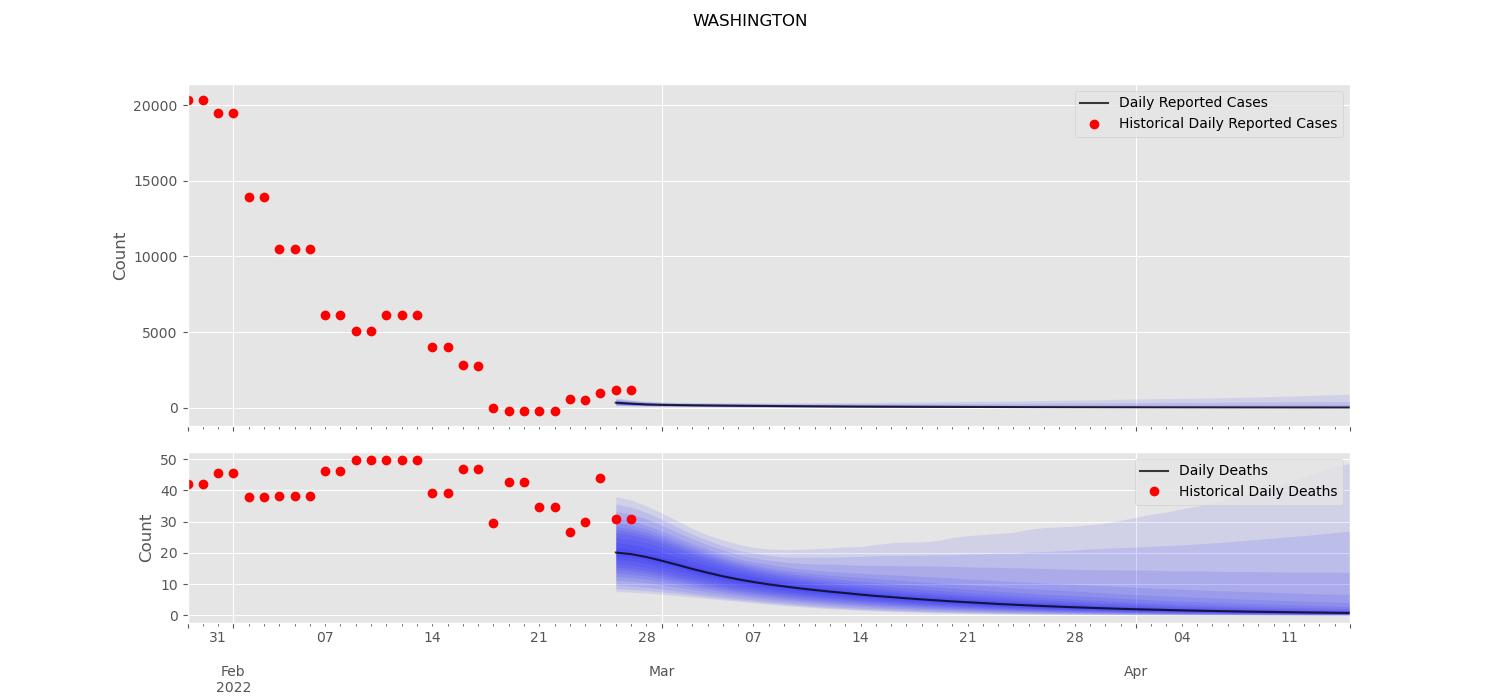 WASHINGTON
Daily Reported Cases
Historical Daily Reported Cases
Count
20000
15000
10000
5000
0
Daily Deaths
Historical Daily Deaths
Count
50
40
30
20
10
0
31 07 14 21 28 07 14 21 28 04 11
Feb Mar Apr
2022